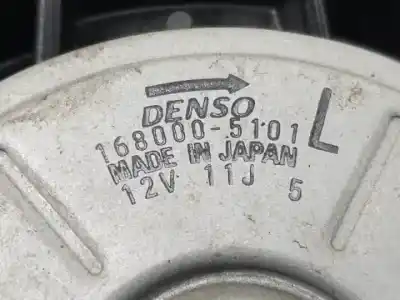 DENSO
168000-5101 L
MADE IN JAPAN
12V 11J 5